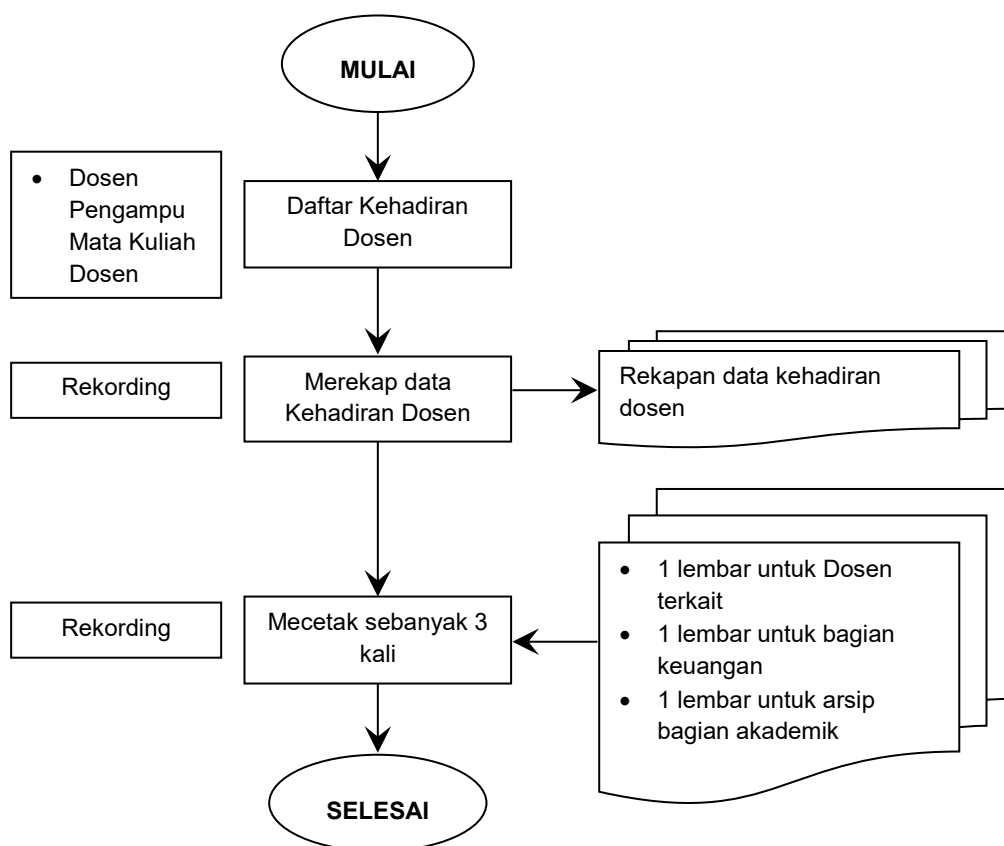 MULAI
• Dosen
Pengampu
Mata Kuliah
Dosen
Daftar Kehadiran
Dosen
Rekording
Merekap data
Kehadiran Dosen
Rekapan data kehadiran
dosen
Rekording
Mecetak sebanyak 3
kali
• 1 lembar untuk Dosen
terkait
• 1 lembar untuk bagian
keuangan
• 1 lembar untuk arsip
bagian akademik
SELESAI